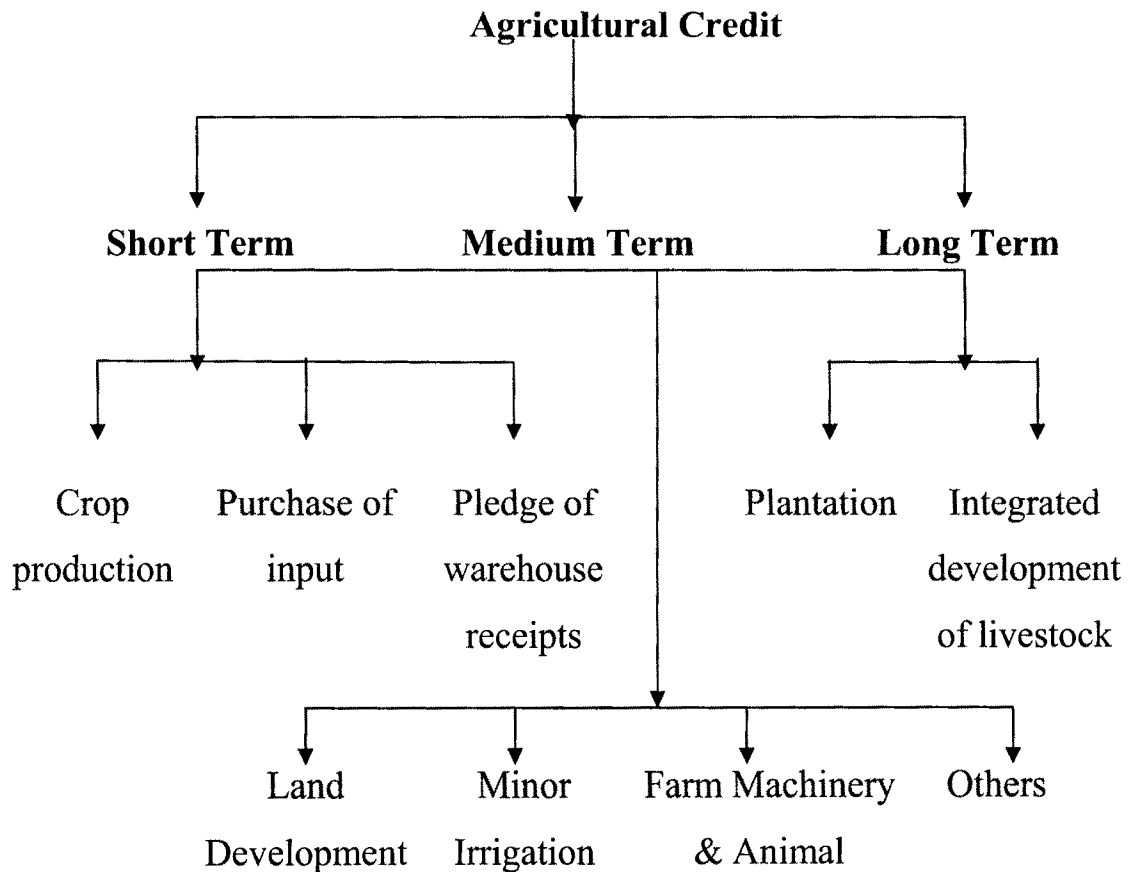 Agricultural Credit
Short Term Medium Term Long Term
Crop Purchase of Pledge of Plantation Integrated
production input warehouse development
receipts of livestock
Land Minor Farm Machinery Others
Development Irrigation & Animal